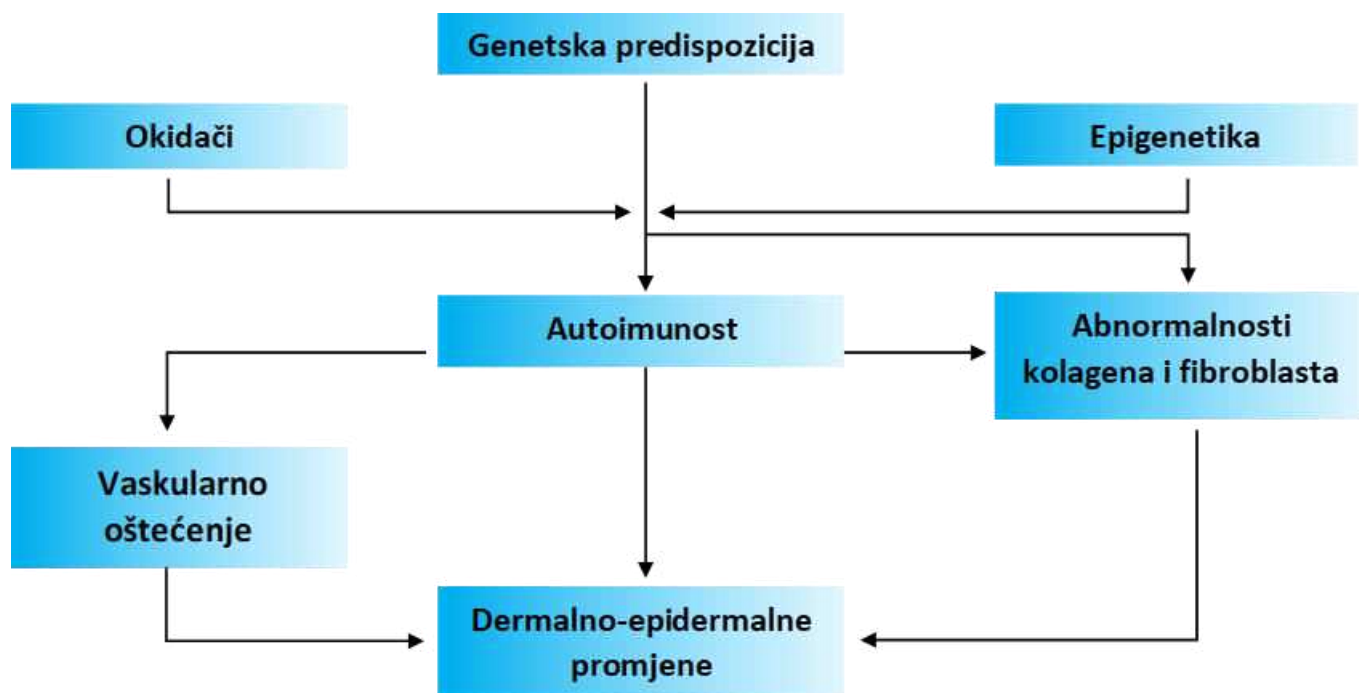 Genetska predispozicija
Okidači
Epigenetika
Autoimunost
Abnormalnosti
kolagena i fibroblasta
Vaskularno
oštećenje
Dermalno-epidermalne
promjene